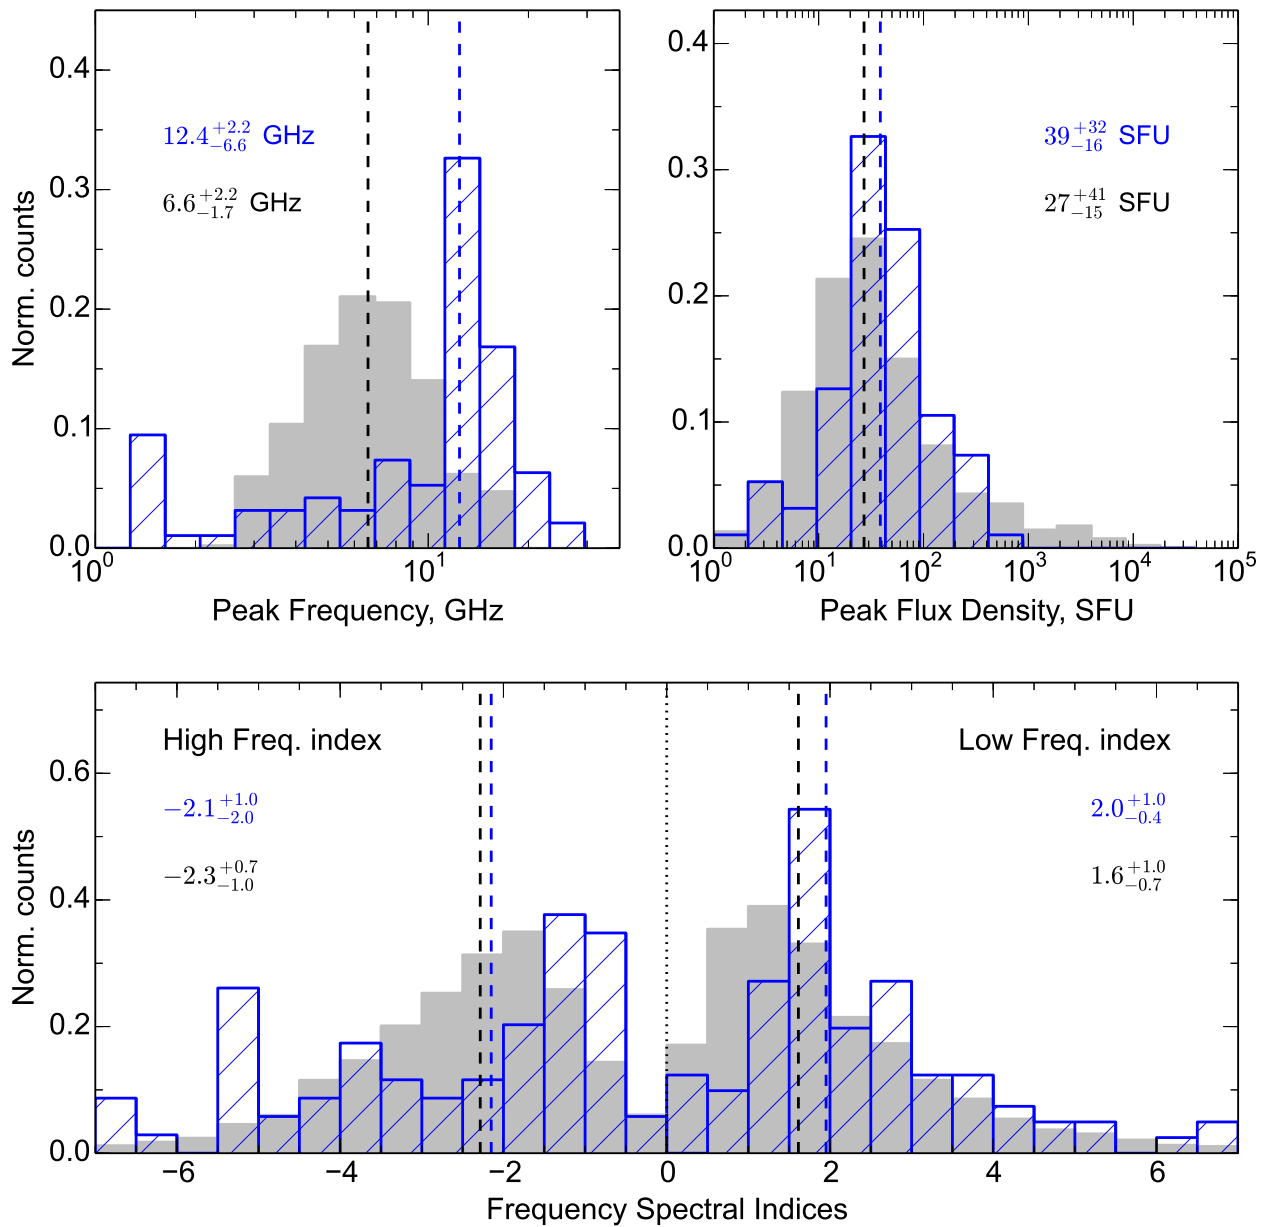 0.4
0.3
0.2
0.1
0.0
Norm. counts
12.4 +2.2 −6.6 GHz
6.6 +2.2 −1.7 GHz
10^0 10^1
Peak Frequency, GHz
0.4
0.3
0.2
0.1
0.0
39 +32 −16 SFU
27 +41 −15 SFU
10^0 10^1 10^2 10^3 10^4 10^5
Peak Flux Density, SFU
0.6
0.4
0.2
0.0
Norm. counts
High Freq. index
−2.1 +1.0 −2.0
−2.3 +0.7 −1.0
Low Freq. index
2.0 +1.0 −0.4
1.6 +1.0 −0.7
−6 −4 −2 0 2 4 6
Frequency Spectral Indices